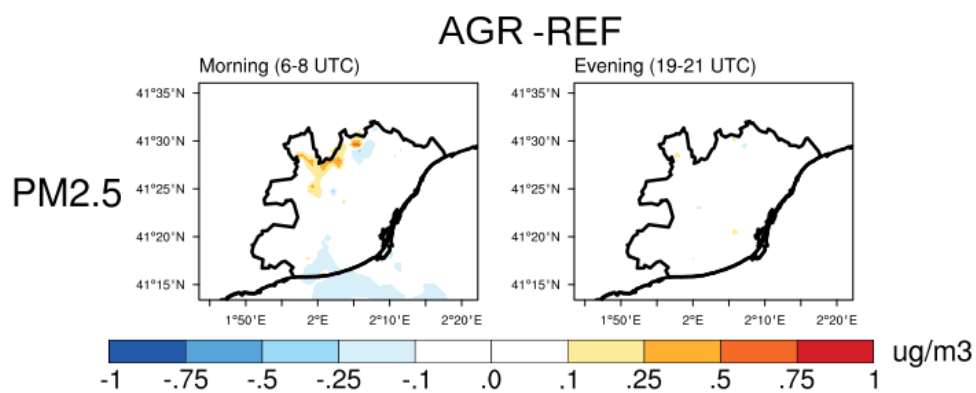 AGR -REF
Morning (6-8 UTC)
Evening (19-21 UTC)
PM2.5
41°35'N
41°30'N
41°25'N
41°20'N
41°15'N
1°50'E 2°E 2°10'E 2°20'E
41°35'N
41°30'N
41°25'N
41°20'N
41°15'N
1°50'E 2°E 2°10'E 2°20'E
-1 -.75 -.5 -.25 -.1 .0 .1 .25 .5 .75 1
ug/m3